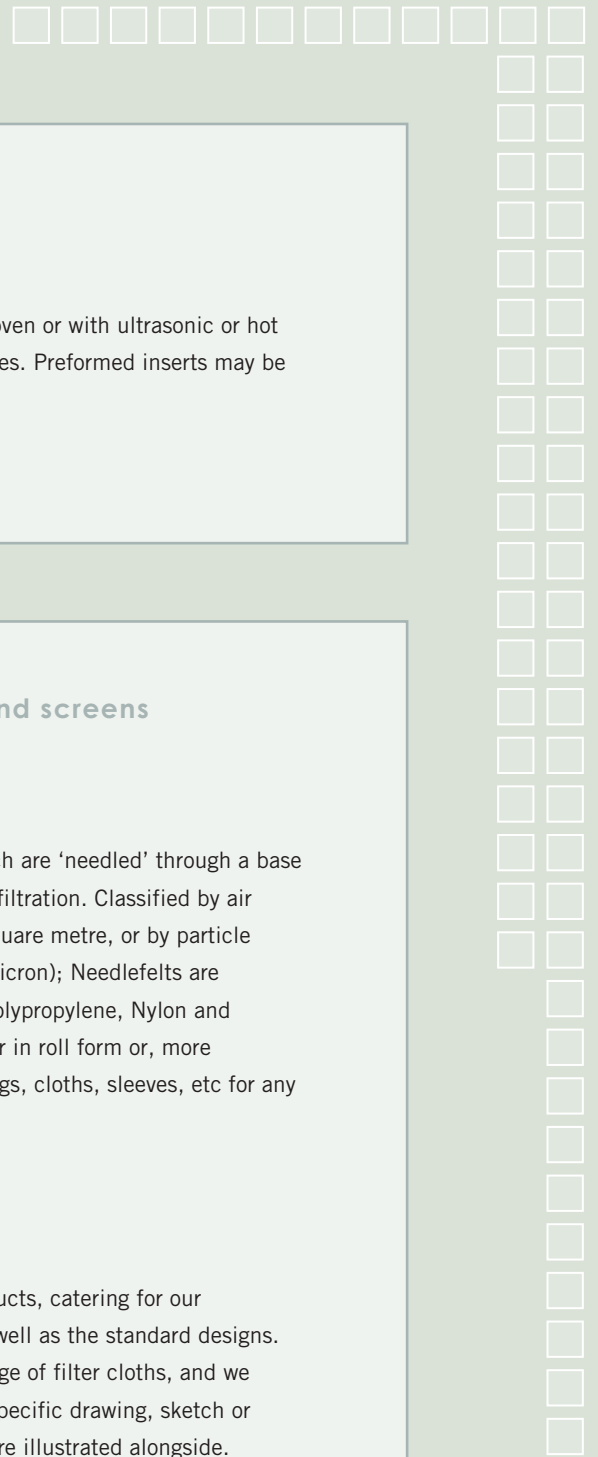 oven or with ultrasonic or hot
es. Preformed inserts may be
nd screens
ch are ‘needled’ through a base
filtration. Classified by air
uare metre, or by particle
icron); Needlefelts are
olypropylene, Nylon and
r in roll form or, more
gs, cloths, sleeves, etc for any
ucts, catering for our
well as the standard designs.
ge of filter cloths, and we
pecific drawing, sketch or
re illustrated alongside.